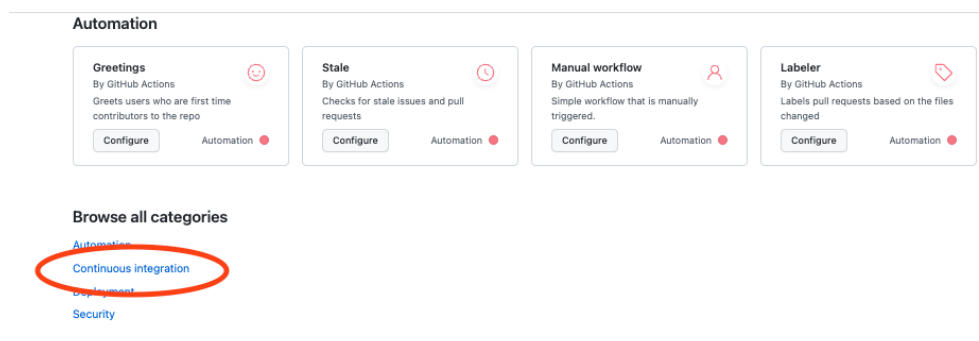 Automation
Greetings
By GitHub Actions
Greets users who are first time
contributors to the repo
Configure Automation
Stale
By GitHub Actions
Checks for stale issues and pull
requests
Configure Automation
Manual workflow
By GitHub Actions
Simple workflow that is manually
triggered.
Configure Automation
Labeler
By GitHub Actions
Labels pull requests based on the files
changed
Configure Automation
Browse all categories
Automation
Continuous integration
Deployment
Security